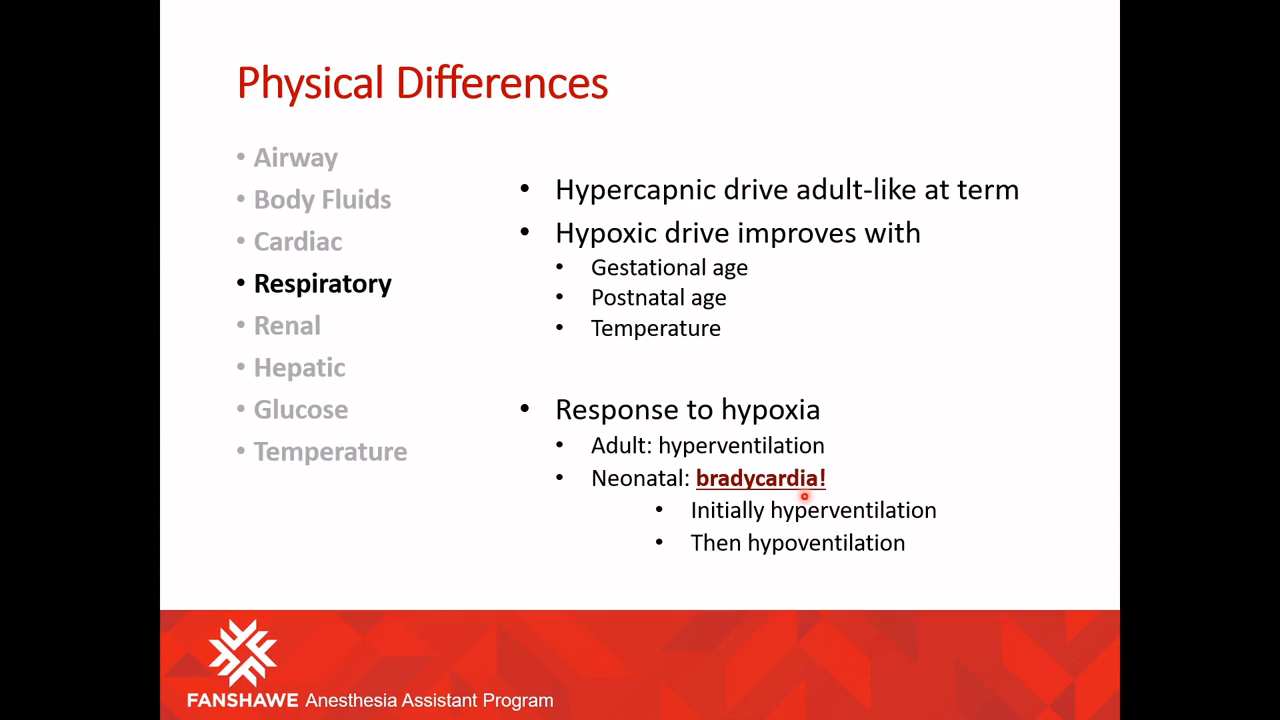 Physical Differences
• Airway
• Body Fluids
• Cardiac
• Respiratory
• Renal
• Hepatic
• Glucose
• Temperature
• Hypercapnic drive adult-like at term
• Hypoxic drive improves with
• Gestational age
• Postnatal age
• Temperature
• Response to hypoxia
• Adult: hyperventilation
• Neonatal: bradycardia!
• Initially hyperventilation
• Then hypoventilation
FANSHAWE Anesthesia Assistant Program